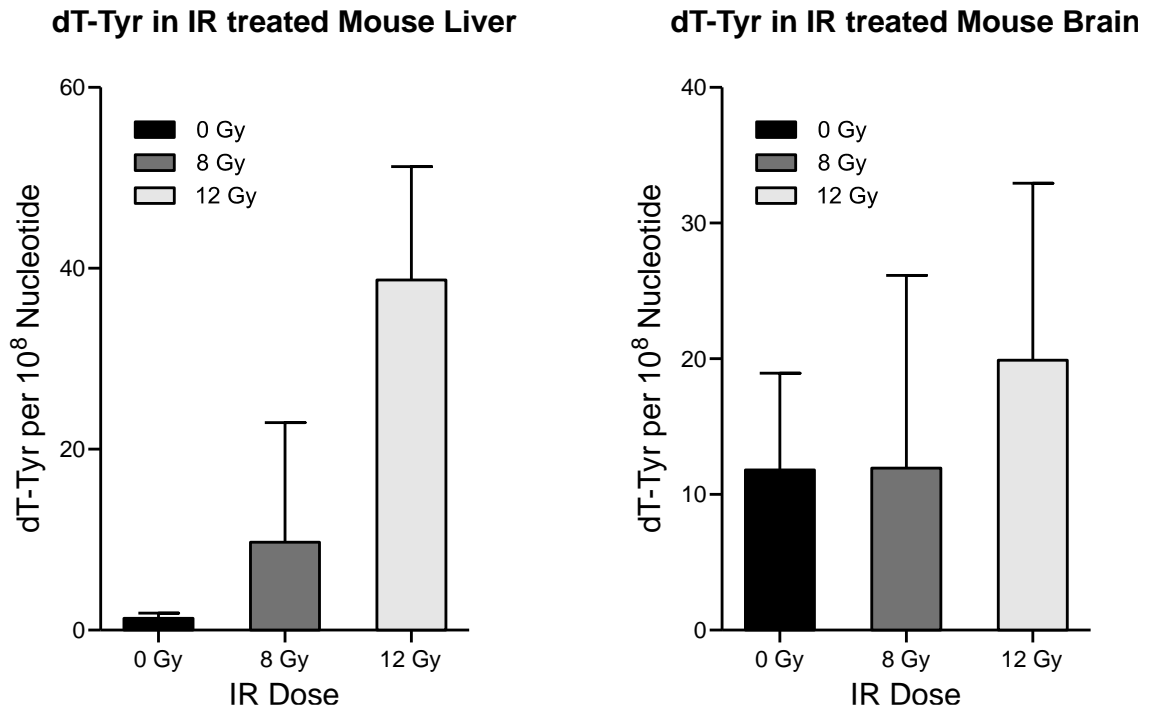 dT-Tyr in IR treated Mouse Liver
dT-Tyr per 10⁸ Nucleotide
60
40
20
0
0 Gy
8 Gy
12 Gy
0 Gy
8 Gy
12 Gy
IR Dose
dT-Tyr in IR treated Mouse Brain
dT-Tyr per 10⁸ Nucleotide
40
30
20
10
0
0 Gy
8 Gy
12 Gy
0 Gy
8 Gy
12 Gy
IR Dose